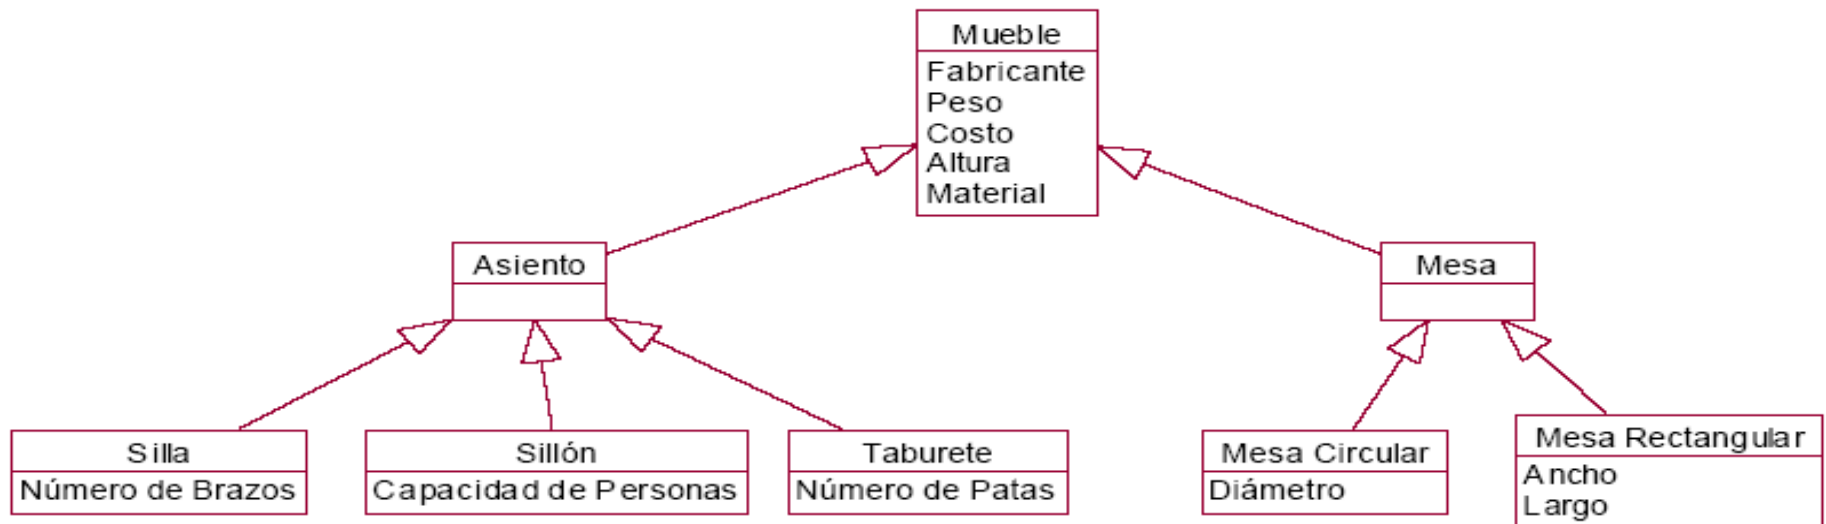 Mueble
Fabricante
Peso
Costo
Altura
Material
Asiento
Mesa
Silla
Número de Brazos
Sillón
Capacidad de Personas
Taburete
Número de Patas
Mesa Circular
Diámetro
Mesa Rectangular
Ancho
Largo